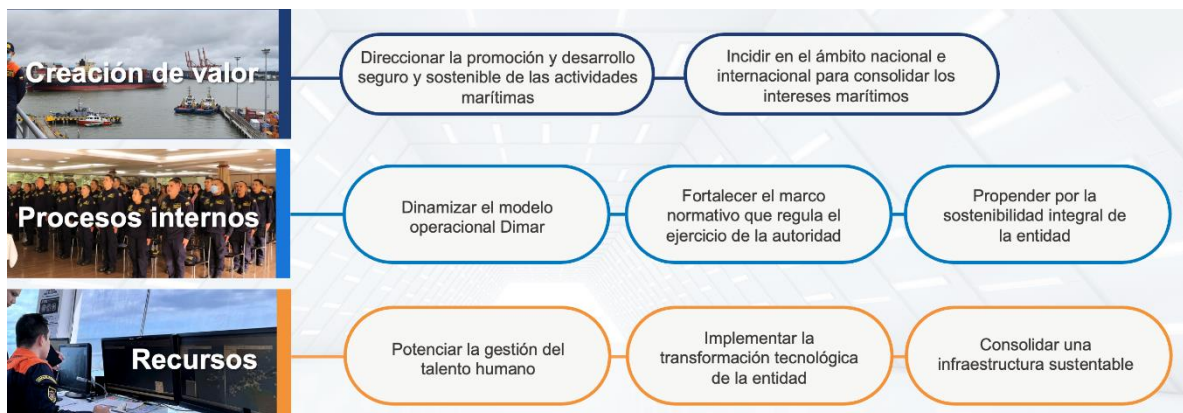 Creación de valor
Direccionar la promoción y desarrollo
seguro y sostenible de las actividades
marítimas
Incidir en el ámbito nacional e
internacional para consolidar los
intereses marítimos
Procesos internos
Dinamizar el modelo
operacional Dimar
Fortalecer el marco
normativo que regula el
ejercicio de la autoridad
Propender por la
sostenibilidad integral de
la entidad
Recursos
Potenciar la gestión del
talento humano
Implementar la
transformación tecnológica
de la entidad
Consolidar una
infraestructura sustentable